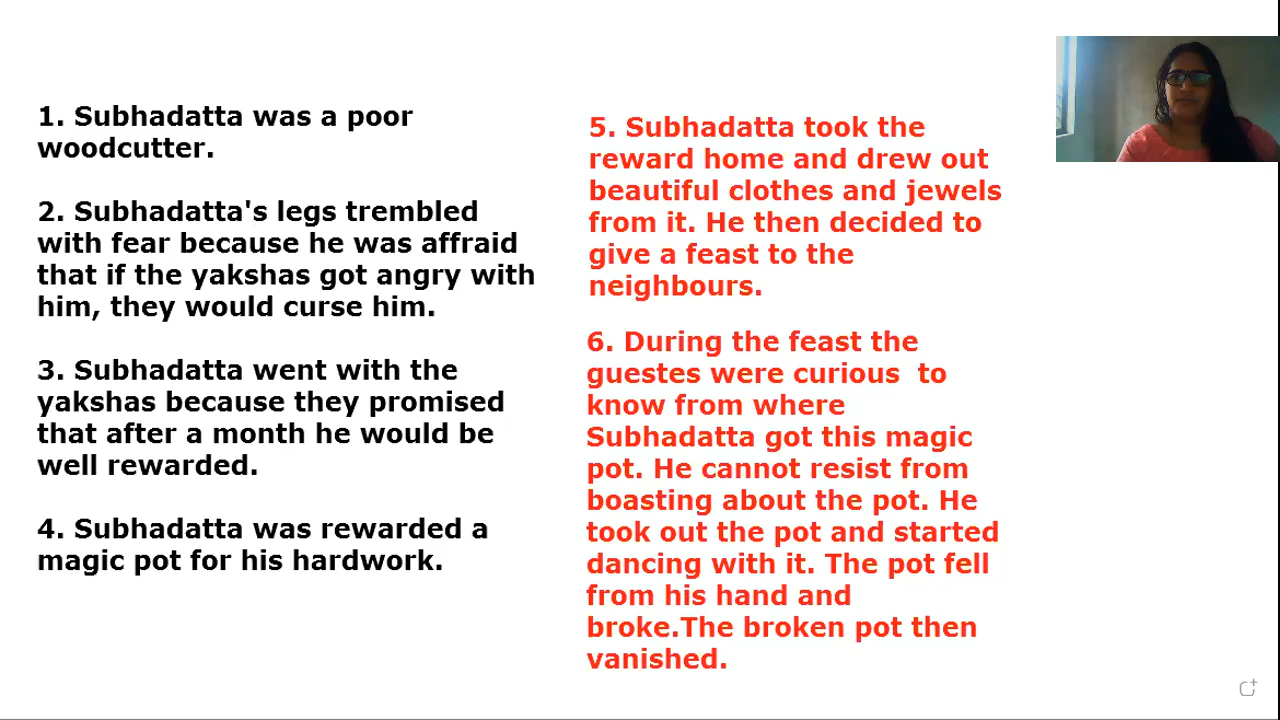 1. Subhadatta was a poor
woodcutter.
2. Subhadatta's legs trembled
with fear because he was affraid
that if the yakshas got angry with
him, they would curse him.
3. Subhadatta went with the
yakshas because they promised
that after a month he would be
well rewarded.
4. Subhadatta was rewarded a
magic pot for his hardwork.
5. Subhadatta took the
reward home and drew out
beautiful clothes and jewels
from it. He then decided to
give a feast to the
neighbours.
6. During the feast the
guestes were curious  to
know from where
Subhadatta got this magic
pot. He cannot resist from
boasting about the pot. He
took out the pot and started
dancing with it. The pot fell
from his hand and
broke.The broken pot then
vanished.